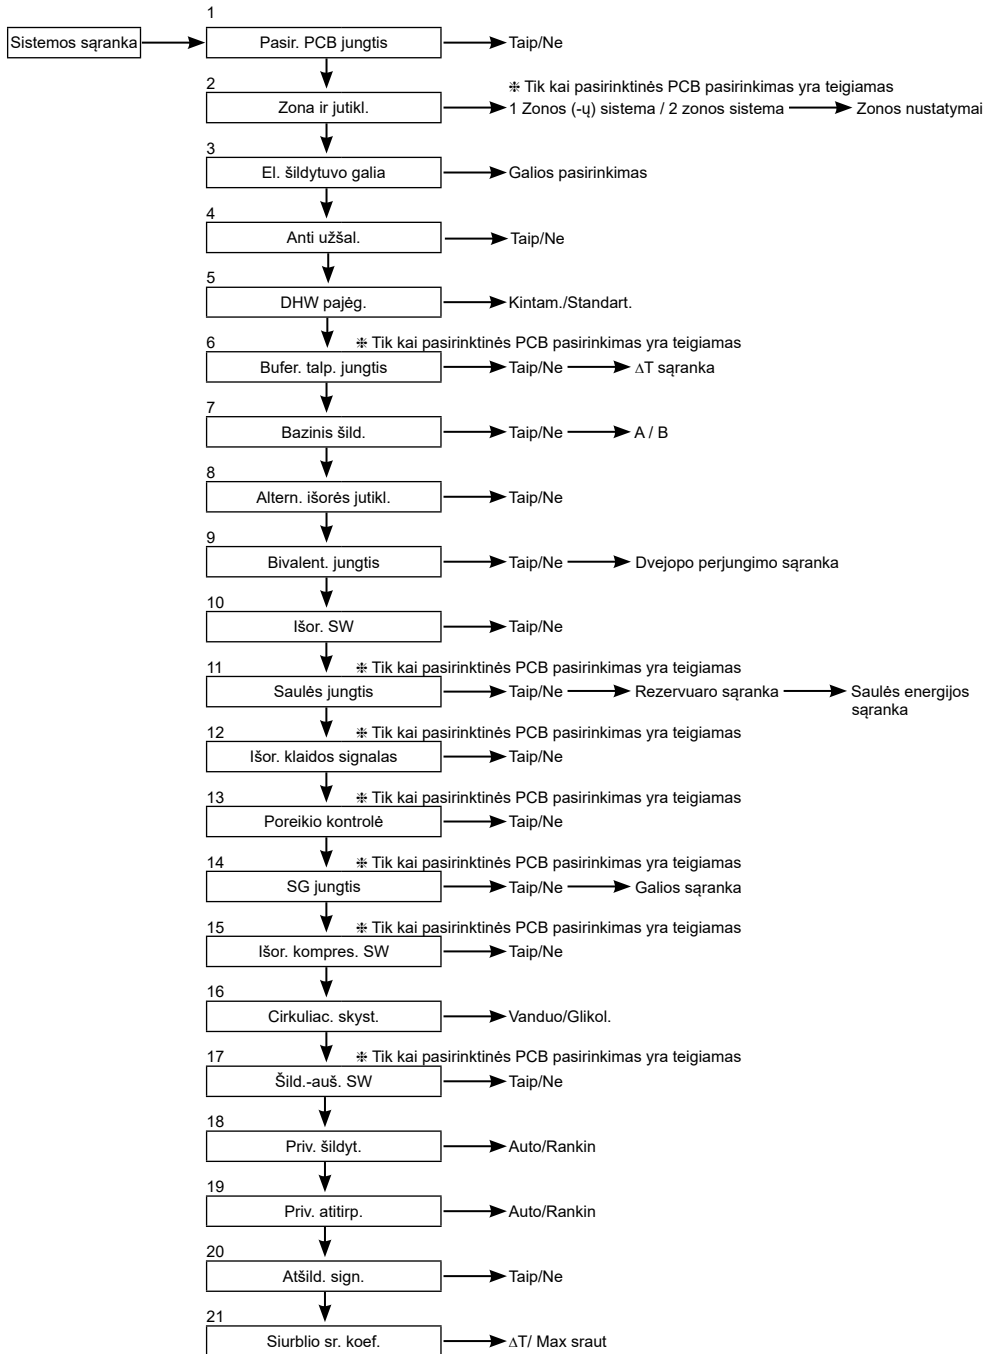 1
Sistemos sąranka
Pasir. PCB jungtis
Taip/Ne
2
⁜ Tik kai pasirinktinės PCB pasirinkimas yra teigiamas
Zona ir jutikl.
1 Zonos (-ų) sistema / 2 zonos sistema
Zonos nustatymai
3
El. šildytuvo galia
Galios pasirinkimas
4
Anti užšal.
Taip/Ne
5
DHW pajėg.
Kintam./Standart.
6
⁜ Tik kai pasirinktinės PCB pasirinkimas yra teigiamas
Bufer. talp. jungtis
Taip/Ne
∆T sąranka
7
Bazinis šild.
Taip/Ne
A / B
8
Altern. išorės jutikl.
Taip/Ne
9
Bivalent. jungtis
Taip/Ne
Dvejopo perjungimo sąranka
10
Išor. SW
Taip/Ne
11
⁜ Tik kai pasirinktinės PCB pasirinkimas yra teigiamas
Saulės jungtis
Taip/Ne
Rezervuaro sąranka
Saulės energijos
sąranka
12
⁜ Tik kai pasirinktinės PCB pasirinkimas yra teigiamas
Išor. klaidos signalas
Taip/Ne
13
⁜ Tik kai pasirinktinės PCB pasirinkimas yra teigiamas
Poreikio kontrolė
Taip/Ne
14
⁜ Tik kai pasirinktinės PCB pasirinkimas yra teigiamas
SG jungtis
Taip/Ne
Galios sąranka
15
⁜ Tik kai pasirinktinės PCB pasirinkimas yra teigiamas
Išor. kompres. SW
Taip/Ne
16
Cirkuliac. skyst.
Vanduo/Glikol.
17
⁜ Tik kai pasirinktinės PCB pasirinkimas yra teigiamas
Šild.-auš. SW
Taip/Ne
18
Priv. šildyt.
Auto/Rankin
19
Priv. atitirp.
Auto/Rankin
20
Atšild. sign.
Taip/Ne
21
Siurblio sr. koef.
∆T/ Max sraut